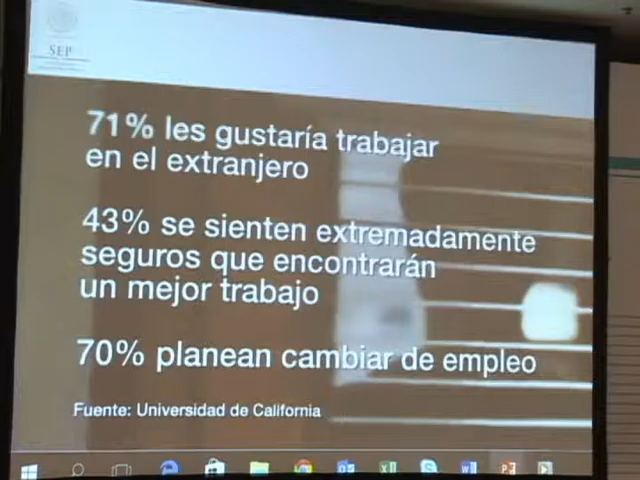 SEP
71% les gustaría trabajar
en el extranjero
43% se sienten extremadamente
seguros que encontrarán
un mejor trabajo
70% planean cambiar de empleo
Fuente: Universidad de California